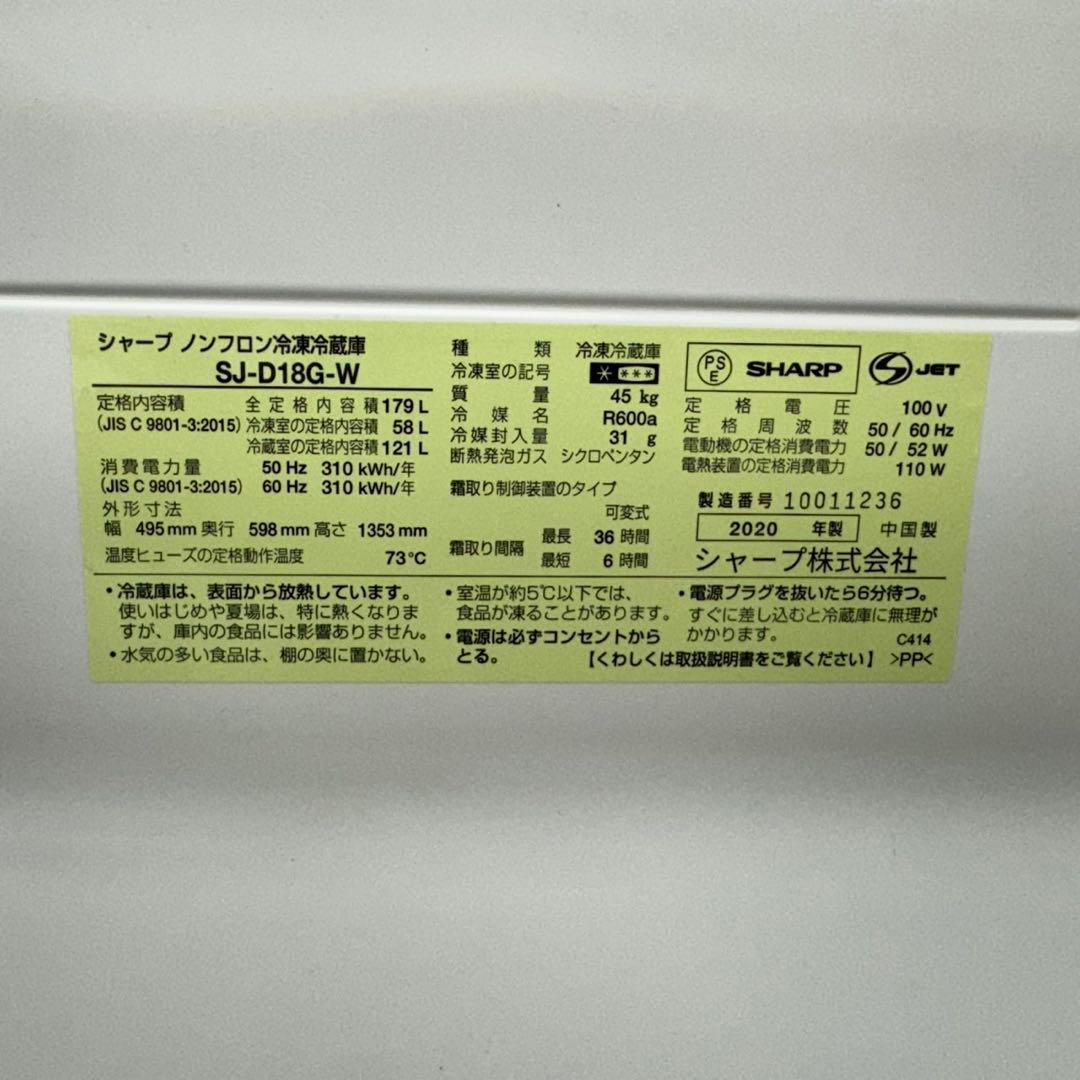 シャープ ノンフロン冷凍冷蔵庫
SJ-D18G-W
定格内容積 全定格内容積 179 L
(JIS C 9801-3:2015) 冷凍室の定格内容積 58 L
冷蔵室の定格内容積 121 L
消費電力量 50 Hz 310 kWh/年
(JIS C 9801-3:2015) 60 Hz 310 kWh/年
外形寸法
幅 495 mm 奥行 598 mm 高さ 1353 mm
温度ヒューズの定格動作温度 73℃
種類 冷凍冷蔵庫
冷凍室の記号 * ***
質量 45 kg
冷媒名 R600a
冷媒封入量 31 g
断熱発泡ガス シクロペンタン
霜取り制御装置のタイプ
可変式
霜取り間隔 最長 36 時間
最短 6 時間
PSE SHARP S JET
定格電圧 100 V
定格周波数 50 / 60 Hz
電動機の定格消費電力 50 / 52 W
電熱装置の定格消費電力 110 W
製造番号 10011236
2020 年製 中国製
シャープ株式会社
・冷蔵庫は、表面から放熱しています。
使いはじめや夏場は、特に熱くなりま
すが、庫内の食品には影響ありません。
・水気の多い食品は、棚の奥に置かない。
・室温が約5℃以下では、
食品が凍ることがあります。
・電源は必ずコンセントから
とる。
・電源プラグを抜いたら6分待つ。
すぐに差し込むと冷蔵庫に無理が
かかります。 C414
【くわしくは取扱説明書をご覧ください】 >PP<